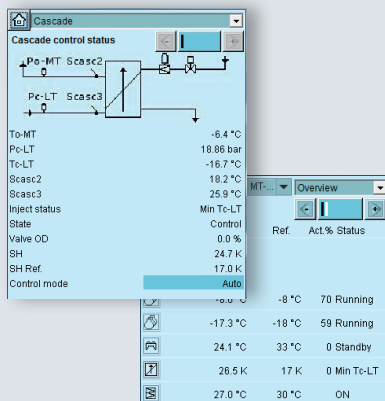 Cascade
Cascade control status
Po-MT Scasc2
Pc-LT Scasc3
To-MT -6.4 °C
Pc-LT 18.86 bar
Tc-LT -16.7 °C
Scasc2 18.2 °C
Scasc3 25.9 °C
Inject status Min Tc-LT
State Control
Valve OD 0.0 %
SH 24.7 K
SH Ref. 17.0 K
Control mode Auto
MT-... Overview
Ref. Act.% Status
-8.0 °C -8 °C 70 Running
-17.3 °C -18 °C 59 Running
24.1 °C 33 °C 0 Standby
26.5 K 17 K 0 Min Tc-LT
27.0 °C 30 °C ON